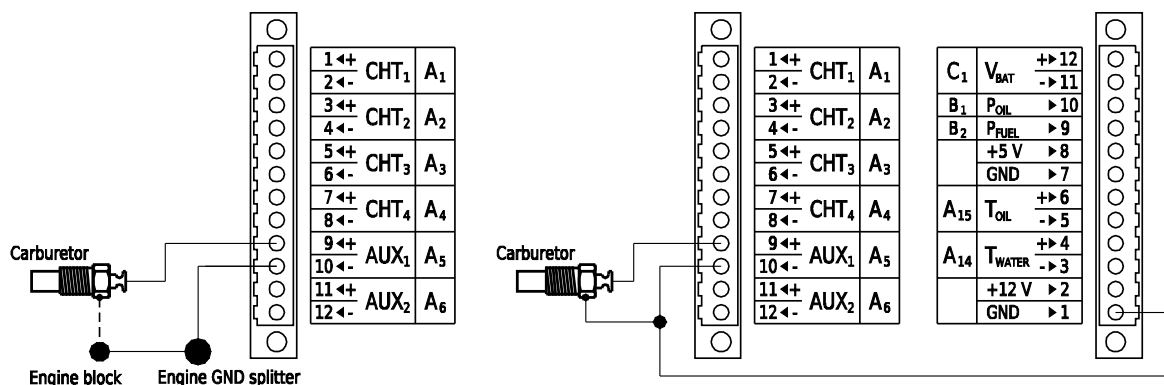 1 ◂+ CHT1 A1
2 ◂-
3 ◂+ CHT2 A2
4 ◂-
5 ◂+ CHT3 A3
6 ◂-
7 ◂+ CHT4 A4
8 ◂-
9 ◂+ AUX1 A5
10 ◂-
11 ◂+ AUX2 A6
12 ◂-
Carburetor
Engine block
Engine GND splitter
1 ◂+ CHT1 A1
2 ◂-
3 ◂+ CHT2 A2
4 ◂-
5 ◂+ CHT3 A3
6 ◂-
7 ◂+ CHT4 A4
8 ◂-
9 ◂+ AUX1 A5
10 ◂-
11 ◂+ AUX2 A6
12 ◂-
Carburetor
C1 VBAT +▸12
-▸11
B1 POIL ▸10
B2 PFUEL ▸9
+5 V ▸8
GND ▸7
A15 TOIL +▸6
-▸5
A14 TWATER +▸4
-▸3
+12 V ▸2
GND ▸1